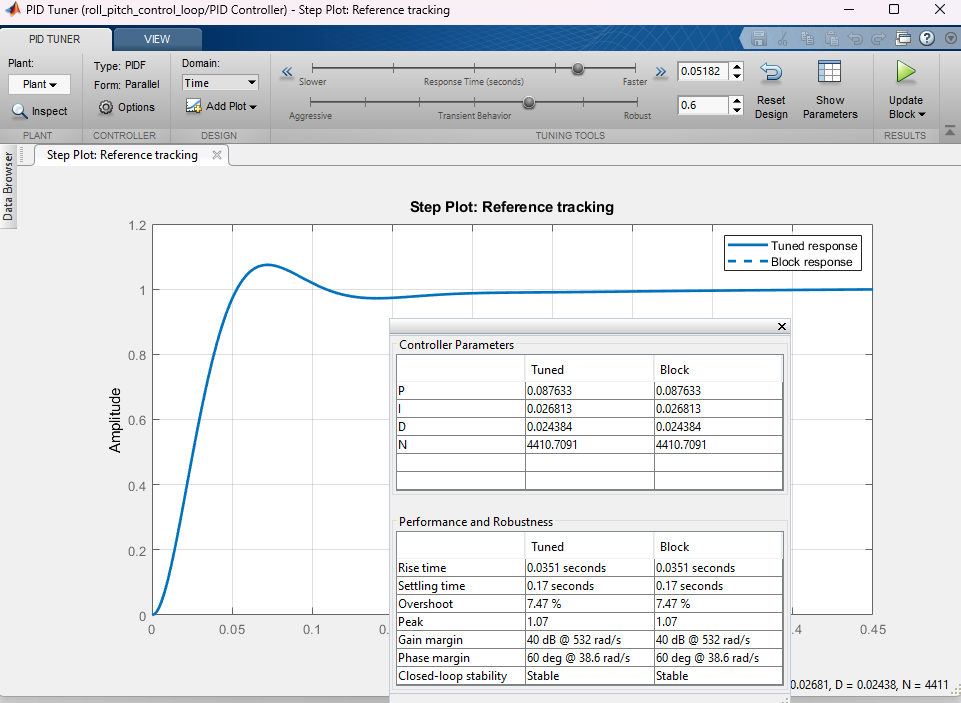 PID Tuner (roll_pitch_control_loop/PID Controller) - Step Plot: Reference tracking
PID TUNER VIEW
Plant:
Plant
Inspect
PLANT
Type: PIDF
Form: Parallel
Options
CONTROLLER
Domain:
Time
Add Plot
DESIGN
Slower Response Time (seconds) Faster
0.05182
Aggressive Transient Behavior Robust
0.6
Reset
Design
Show
Parameters
TUNING TOOLS
Update
Block
RESULTS
Data Browser
Step Plot: Reference tracking
Step Plot: Reference tracking
Tuned response
Block response
Amplitude
1.2
1
0.8
0.6
0.4
0.2
0
0 0.05 0.1 0. .4 0.45
Controller Parameters
Tuned Block
P 0.087633 0.087633
I 0.026813 0.026813
D 0.024384 0.024384
N 4410.7091 4410.7091
Performance and Robustness
Tuned Block
Rise time 0.0351 seconds 0.0351 seconds
Settling time 0.17 seconds 0.17 seconds
Overshoot 7.47 % 7.47 %
Peak 1.07 1.07
Gain margin 40 dB @ 532 rad/s 40 dB @ 532 rad/s
Phase margin 60 deg @ 38.6 rad/s 60 deg @ 38.6 rad/s
Closed-loop stability Stable Stable
0.02681, D = 0.02438, N = 4411